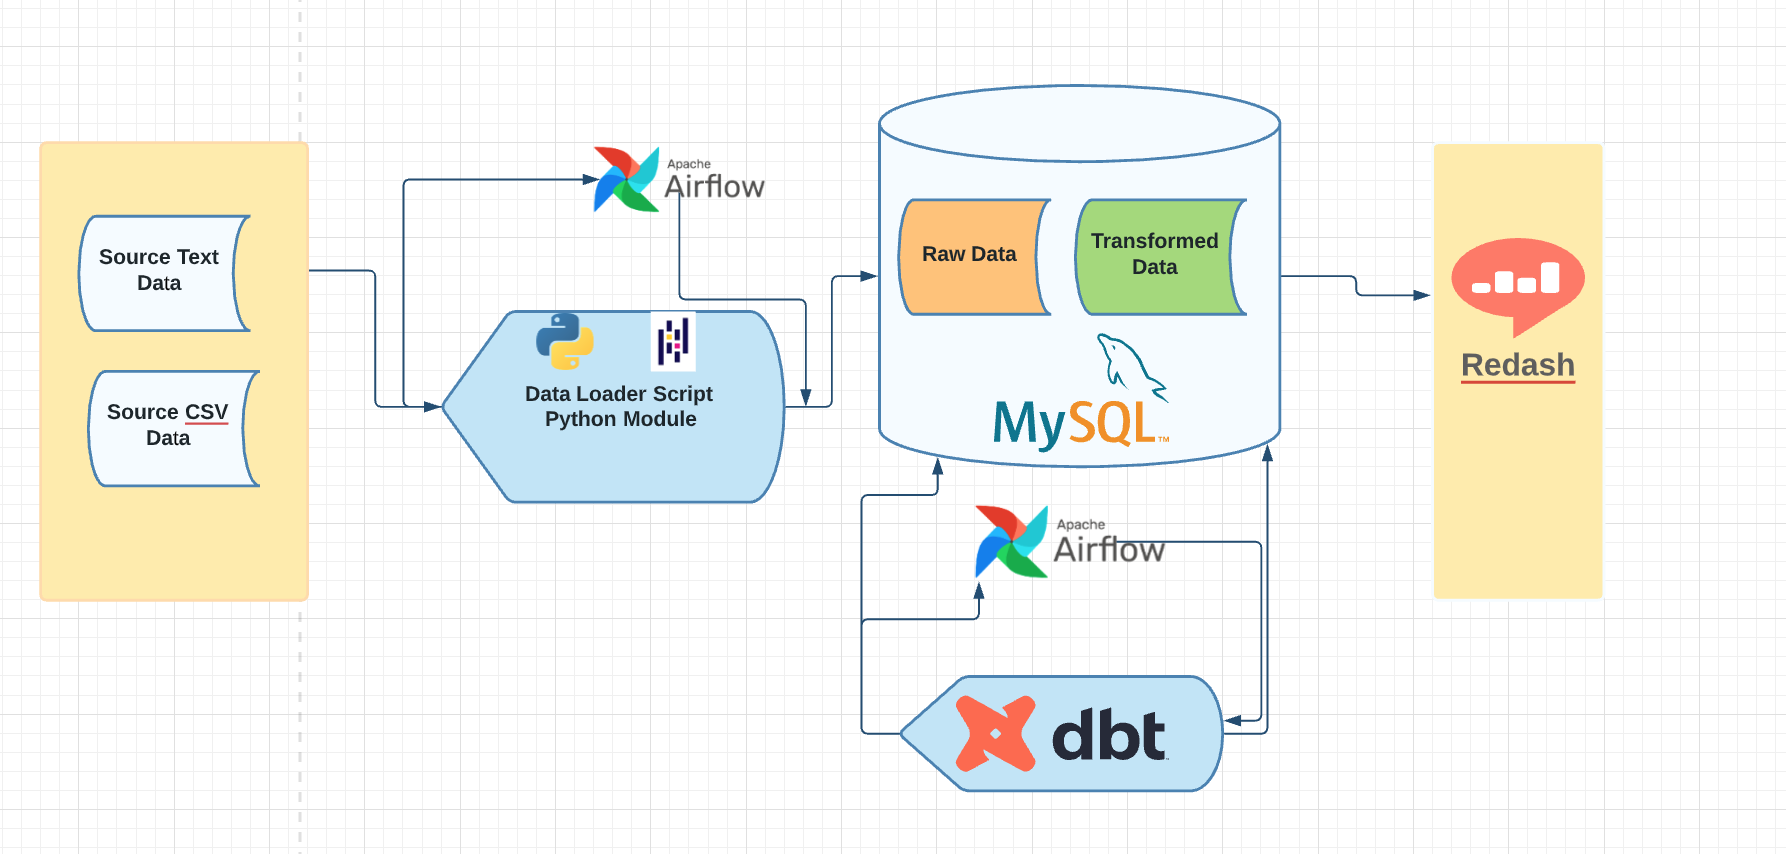 Source Text
Data
Source CSV
Data
Apache
Airflow
Data Loader Script
Python Module
Raw Data
Transformed
Data
MySQL™
Apache
Airflow
dbt
Redash